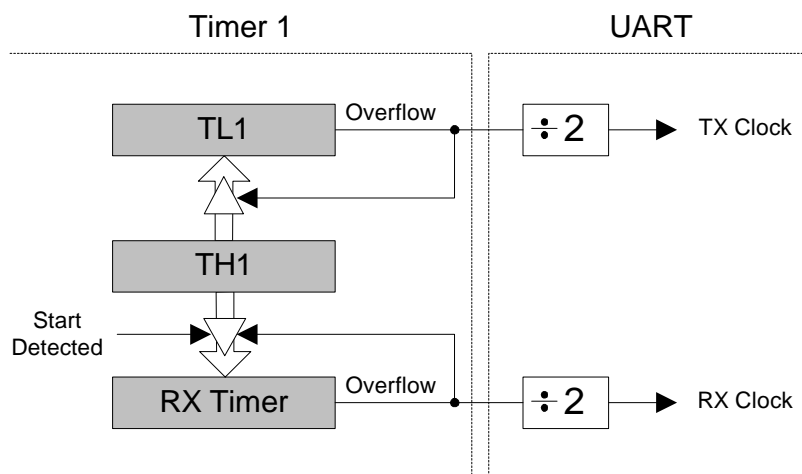 Timer 1
UART
TL1
Overflow
÷2
TX Clock
TH1
Start
Detected
RX Timer
Overflow
÷2
RX Clock